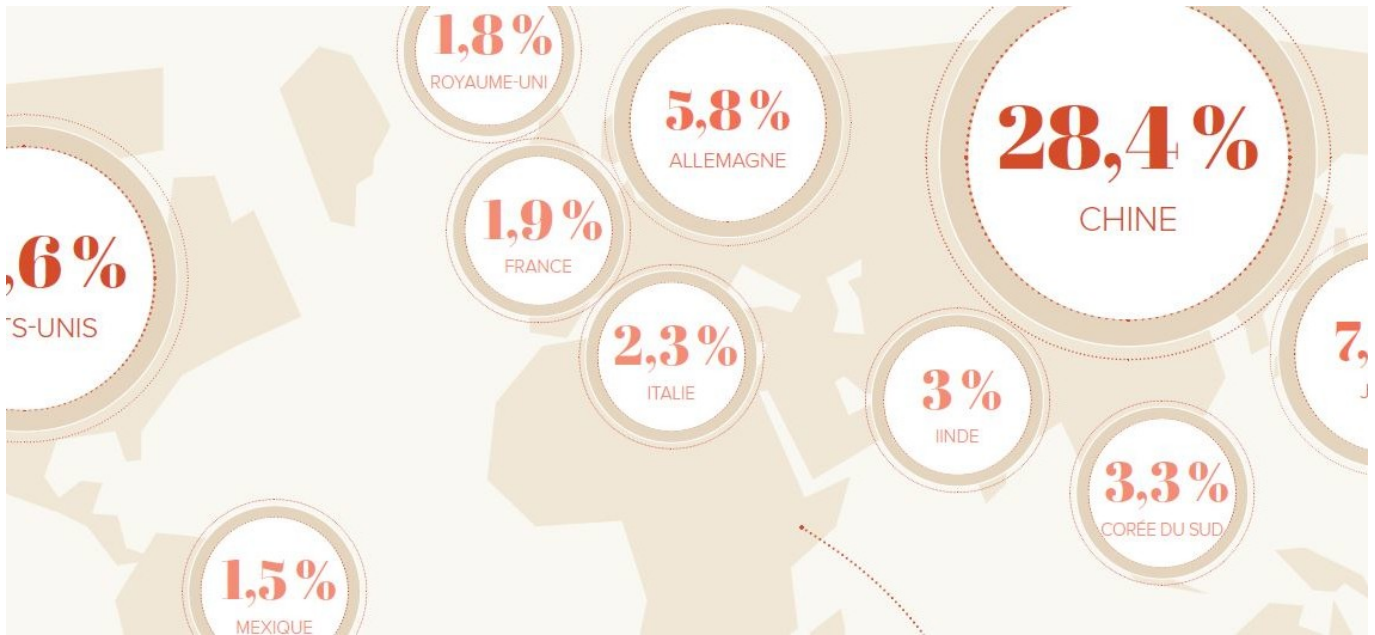 1,8 %
ROYAUME-UNI
5,8 %
ALLEMAGNE
28,4 %
CHINE
1,9 %
FRANCE
,6 %
TS-UNIS
2,3 %
ITALIE
3 %
IINDE
7,
3,3 %
CORÉE DU SUD
1,5 %
MEXIQUE